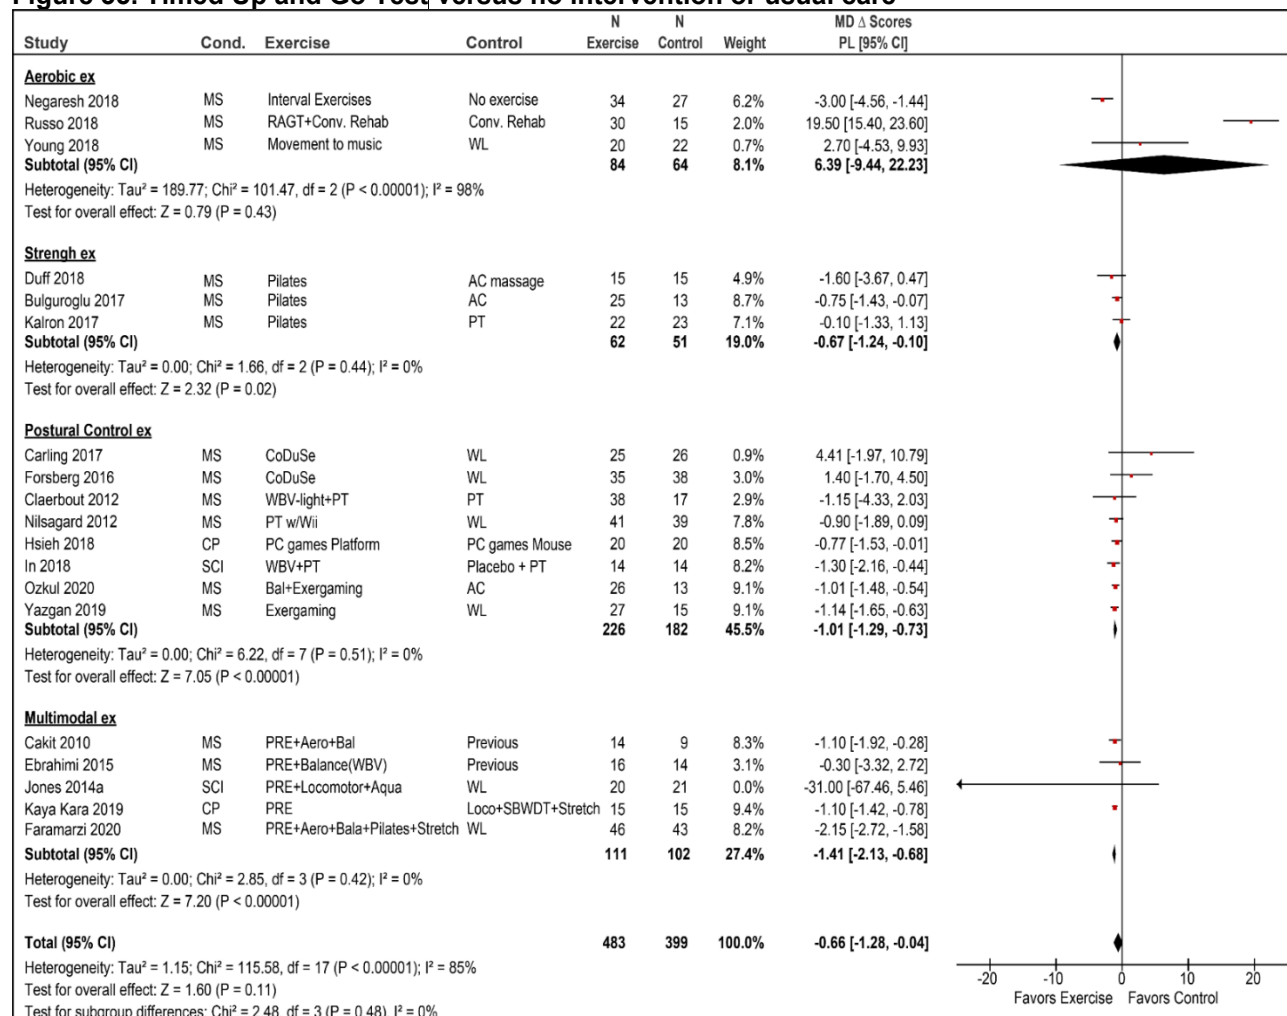 Figure 55. Timed Up and Go Test versus no intervention or usual care
N N MD Δ Scores
Study Cond. Exercise Control Exercise Control Weight PL [95% CI]
Aerobic ex
Negaresh 2018 MS Interval Exercises No exercise 34 27 6.2% -3.00 [-4.56, -1.44]
Russo 2018 MS RAGT+Conv. Rehab Conv. Rehab 30 15 2.0% 19.50 [15.40, 23.60]
Young 2018 MS Movement to music WL 20 22 0.7% 2.70 [-4.53, 9.93]
Subtotal (95% CI) 84 64 8.1% 6.39 [-9.44, 22.23]
Heterogeneity: Tau² = 189.77; Chi² = 101.47, df = 2 (P < 0.00001); I² = 98%
Test for overall effect: Z = 0.79 (P = 0.43)
Strengh ex
Duff 2018 MS Pilates AC massage 15 15 4.9% -1.60 [-3.67, 0.47]
Bulguroglu 2017 MS Pilates AC 25 13 8.7% -0.75 [-1.43, -0.07]
Kalron 2017 MS Pilates PT 22 23 7.1% -0.10 [-1.33, 1.13]
Subtotal (95% CI) 62 51 19.0% -0.67 [-1.24, -0.10]
Heterogeneity: Tau² = 0.00; Chi² = 1.66, df = 2 (P = 0.44); I² = 0%
Test for overall effect: Z = 2.32 (P = 0.02)
Postural Control ex
Carling 2017 MS CoDuSe WL 25 26 0.9% 4.41 [-1.97, 10.79]
Forsberg 2016 MS CoDuSe WL 35 38 3.0% 1.40 [-1.70, 4.50]
Claerbout 2012 MS WBV-light+PT PT 38 17 2.9% -1.15 [-4.33, 2.03]
Nilsagard 2012 MS PT w/Wii WL 41 39 7.8% -0.90 [-1.89, 0.09]
Hsieh 2018 CP PC games Platform PC games Mouse 20 20 8.5% -0.77 [-1.53, -0.01]
In 2018 SCI WBV+PT Placebo + PT 14 14 8.1% -1.30 [-2.16, -0.44]
Ozkul 2020 MS Bal+Exergaming AC 26 13 9.2% -1.01 [-1.48, -0.54]
Yazgan 2019 MS Exergaming WL 27 15 9.1% -1.14 [-1.65, -0.63]
Subtotal (95% CI) 226 182 45.5% -1.01 [-1.29, -0.73]
Heterogeneity: Tau² = 0.00; Chi² = 6.22, df = 7 (P = 0.51); I² = 0%
Test for overall effect: Z = 7.05 (P < 0.00001)
Multimodal ex
Cakit 2010 MS PRE+Aero+Bal Previous 14 9 8.3% -1.10 [-1.92, -0.28]
Ebrahimi 2015 MS PRE+Balance(WBV) Previous 16 14 3.1% -0.30 [-3.32, 2.72]
Jones 2014a SCI PRE+Locomotor+Aqua WL 20 21 0.0% -31.00 [-67.46, 5.46]
Kaya Kara 2019 CP PRE Loco+SBWDT+Stretch 15 15 9.4% -1.10 [-1.42, -0.78]
Faramarzi 2020 MS PRE+Aero+Bala+Pilates+Stretch WL 46 43 8.2% -2.15 [-2.72, -1.58]
Subtotal (95% CI) 111 102 27.4% -1.41 [-2.13, -0.68]
Heterogeneity: Tau² = 0.00; Chi² = 2.85, df = 3 (P = 0.42); I² = 0%
Test for overall effect: Z = 7.20 (P < 0.00001)
Total (95% CI) 483 399 100.0% -0.66 [-1.28, -0.04]
Heterogeneity: Tau² = 1.15; Chi² = 115.58, df = 17 (P < 0.00001); I² = 85%
Test for overall effect: Z = 1.60 (P = 0.11)
Test for subgroup differences: Chi² = 2.48, df = 3 (P = 0.48), I² = 0%
-20 -10 0 10 20
Favors Exercise Favors Control